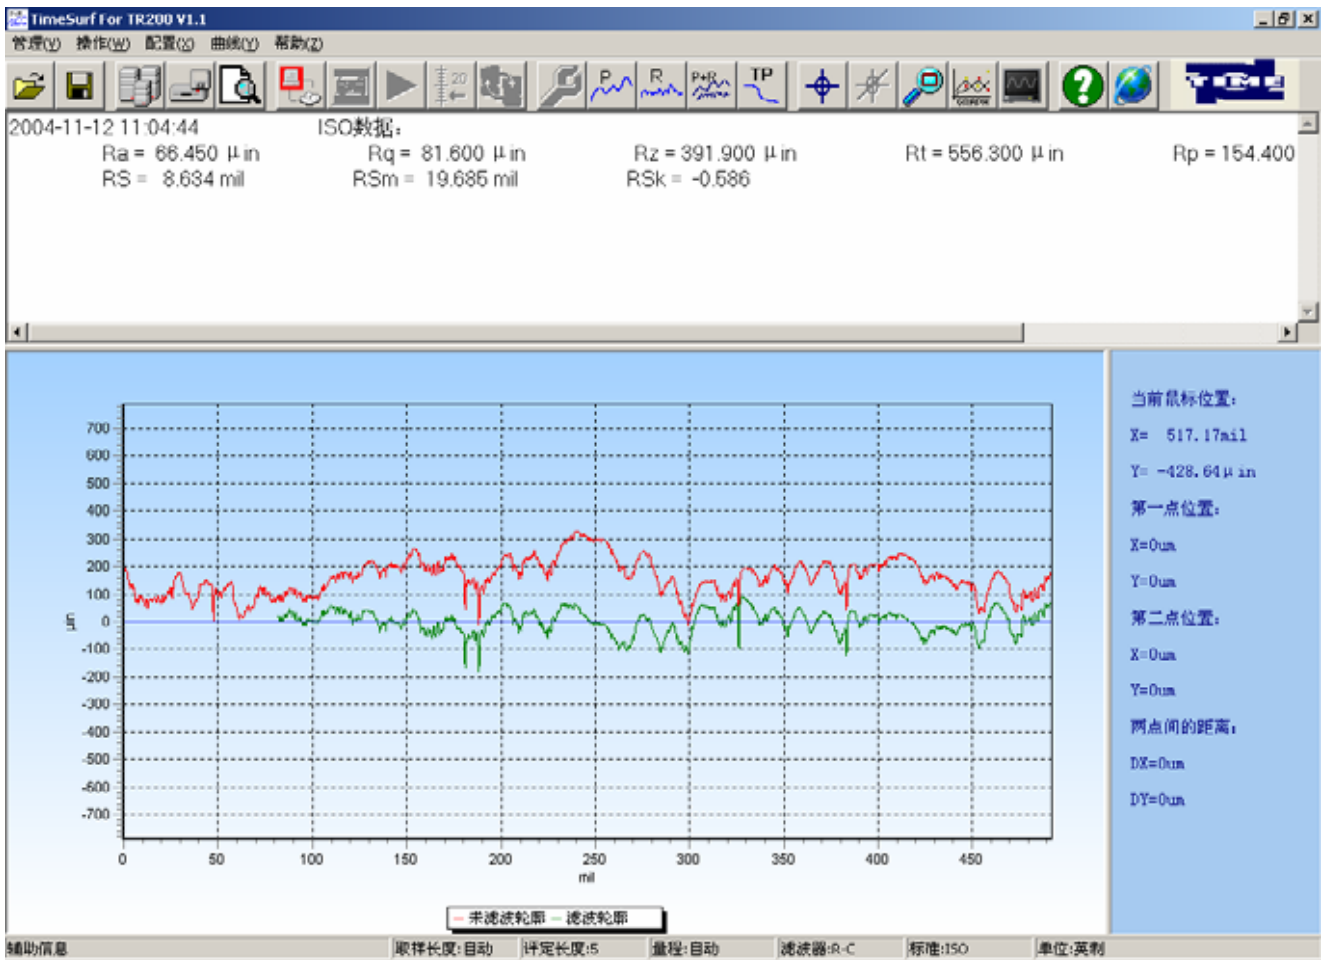 TimeSurf For TR200 V1.1
管理(Y) 操作(W) 配置(X) 曲线(Y) 帮助(Z)
20 P R P+R TP
2004-11-12 11:04:44 ISO数据:
Ra = 66.450 μin Rq = 81.600 μin Rz = 391.900 μin Rt = 556.300 μin Rp = 154.400
RS = 8.634 mil RSm = 19.685 mil RSk = -0.586
当前鼠标位置:
X= 517.17mil
Y= -428.64μin
第一点位置:
X=0um
Y=0um
第二点位置:
X=0um
Y=0um
两点间的距离:
DX=0um
DY=0um
700
600
500
400
300
200
100
0
-100
-200
-300
-400
-500
-600
-700
μin
0 50 100 150 200 250 300 350 400 450
mil
未滤波轮廓 滤波轮廓
辅助信息 取样长度:自动 评定长度:5 量程:自动 滤波器:R-C 标准:ISO 单位:英制